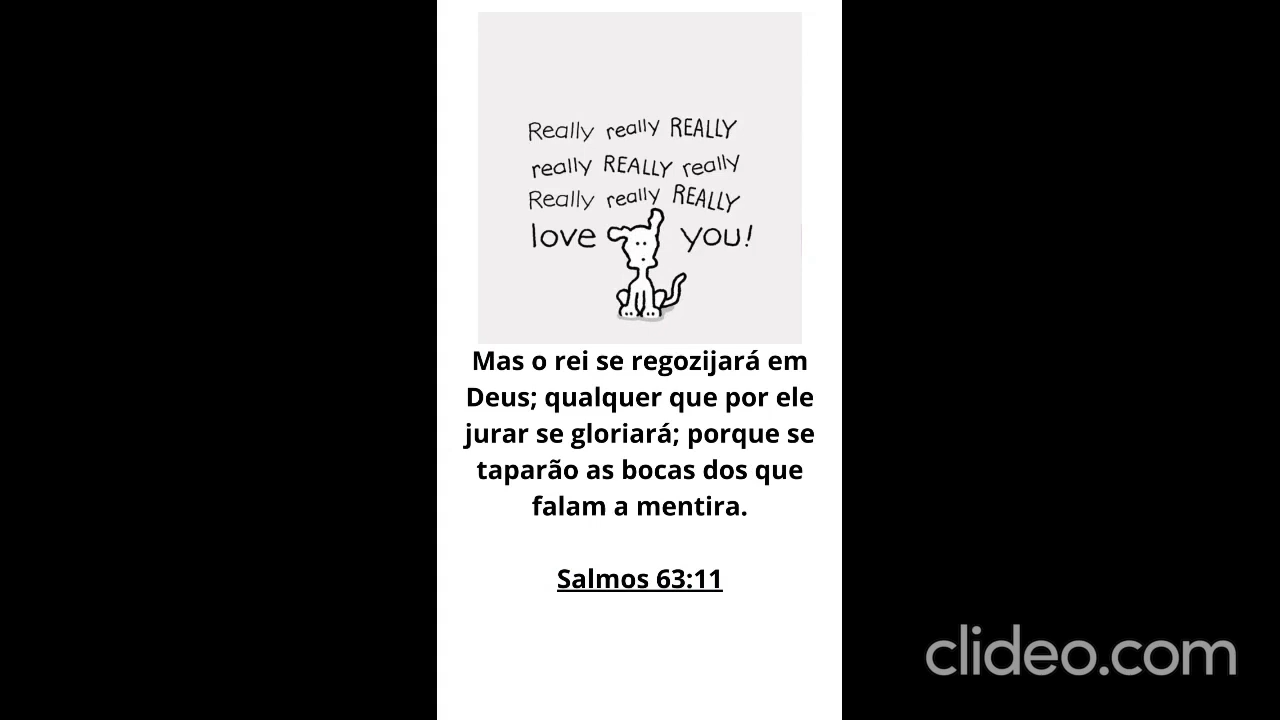 Really really REALLY
really REALLY really
Really really REALLY
love you!
Mas o rei se regozijará em
Deus; qualquer que por ele
jurar se gloriará; porque se
taparão as bocas dos que
falam a mentira.
Salmos 63:11
clideo.com